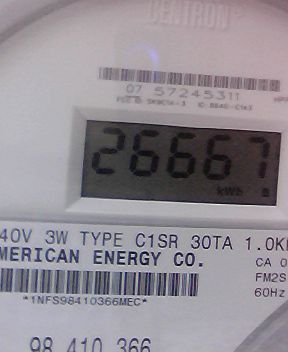 CENTRON®
07 57245311
26667
kWh
40V 3W TYPE C1SR 30TA 1.0K
MERICAN ENERGY CO.
CA 0
FM2S
60Hz
*1NFS98410366MEC*
98 410 366